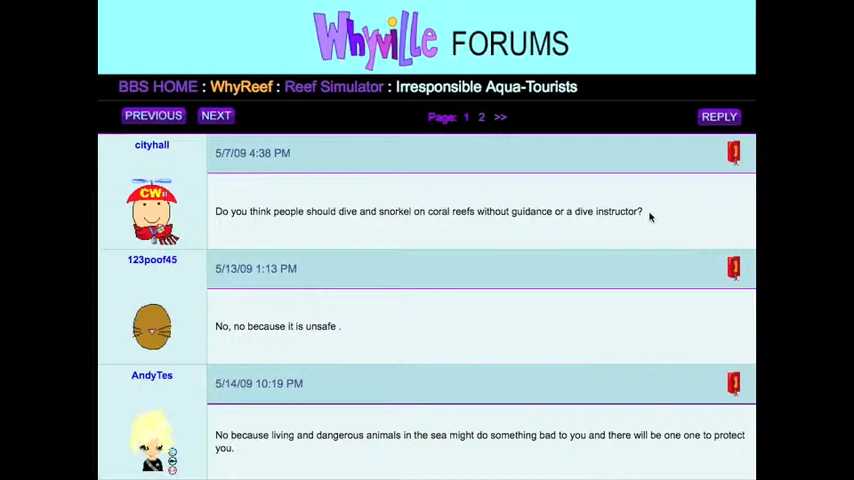 Whyville FORUMS
BBS HOME : WhyReef : Reef Simulator : Irresponsible Aqua-Tourists
PREVIOUS NEXT Page: 1 2 >> REPLY
cityhall
5/7/09 4:38 PM
CW
Do you think people should dive and snorkel on coral reefs without guidance or a dive instructor?
123poof45
5/13/09 1:13 PM
No, no because it is unsafe .
AndyTes
5/14/09 10:19 PM
No because living and dangerous animals in the sea might do something bad to you and there will be one one to protect
you.